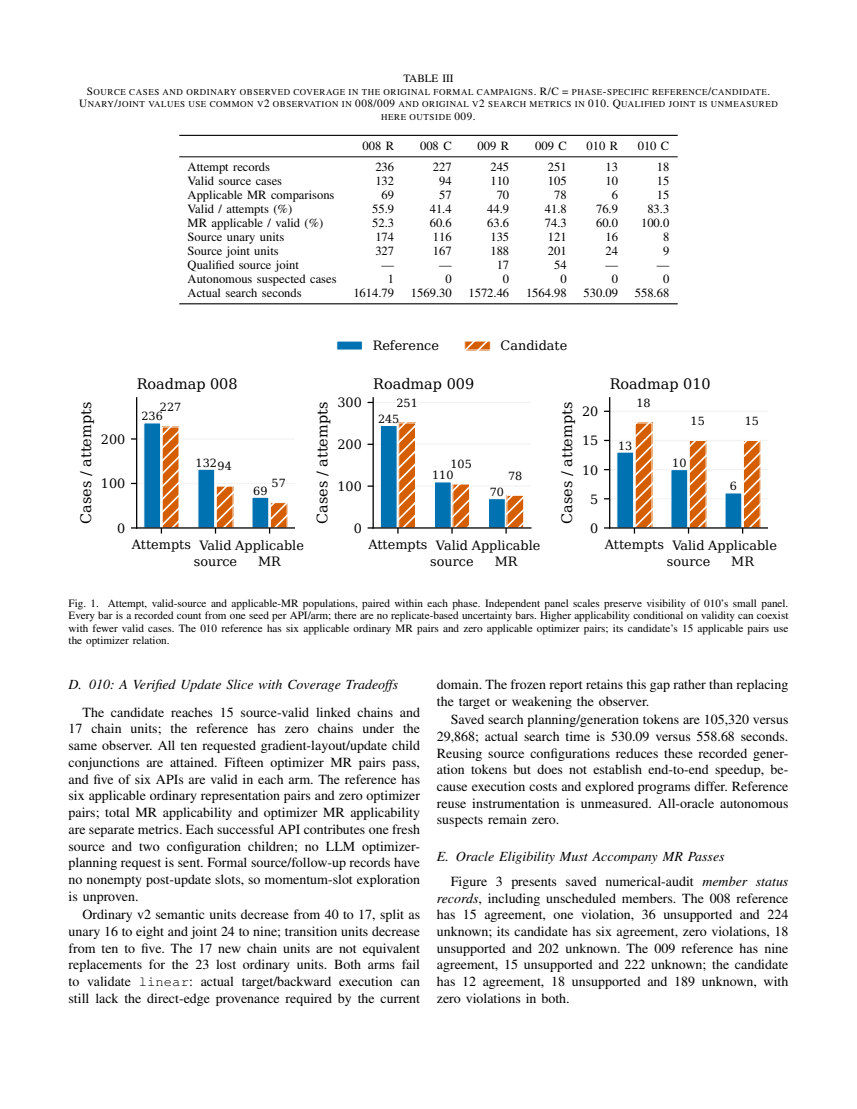 TABLE III
SOURCE CASES AND ORDINARY OBSERVED COVERAGE IN THE ORIGINAL FORMAL CAMPAIGNS. R/C = PHASE-SPECIFIC REFERENCE/CANDIDATE.
UNARY/JOINT VALUES USE COMMON V2 OBSERVATION IN 008/009 AND ORIGINAL V2 SEARCH METRICS IN 010. QUALIFIED JOINT IS UNMEASURED
HERE OUTSIDE 009.
008 R 008 C 009 R 009 C 010 R 010 C
Attempt records 236 227 245 251 13 18
Valid source cases 132 94 110 105 10 15
Applicable MR comparisons 69 57 70 78 6 15
Valid / attempts (%) 55.9 41.4 44.9 41.8 76.9 83.3
MR applicable / valid (%) 52.3 60.6 63.6 74.3 60.0 100.0
Source unary units 174 116 135 121 16 8
Source joint units 327 167 188 201 24 9
Qualified source joint — — 17 54 — —
Autonomous suspected cases 1 0 0 0 0 0
Actual search seconds 1614.79 1569.30 1572.46 1564.98 530.09 558.68
Reference Candidate
Roadmap 008
Cases / attempts
200
100
0
236 227
132 94
69 57
Attempts Valid source Applicable MR
Roadmap 009
Cases / attempts
300
200
100
0
245 251
110 105
70 78
Attempts Valid source Applicable MR
Roadmap 010
Cases / attempts
20
15
10
5
0
13 18
10 15
6 15
Attempts Valid source Applicable MR
Fig. 1. Attempt, valid-source and applicable-MR populations, paired within each phase. Independent panel scales preserve visibility of 010's small panel.
Every bar is a recorded count from one seed per API/arm; there are no replicate-based uncertainty bars. Higher applicability conditional on validity can coexist
with fewer valid cases. The 010 reference has six applicable ordinary MR pairs and zero applicable optimizer pairs; its candidate's 15 applicable pairs use
the optimizer relation.
D. 010: A Verified Update Slice with Coverage Tradeoffs
The candidate reaches 15 source-valid linked chains and
17 chain units; the reference has zero chains under the
same observer. All ten requested gradient-layout/update child
conjunctions are attained. Fifteen optimizer MR pairs pass,
and five of six APIs are valid in each arm. The reference has
six applicable ordinary representation pairs and zero optimizer
pairs; total MR applicability and optimizer MR applicability
are separate metrics. Each successful API contributes one fresh
source and two configuration children; no LLM optimizer-
planning request is sent. Formal source/follow-up records have
no nonempty post-update slots, so momentum-slot exploration
is unproven.
Ordinary v2 semantic units decrease from 40 to 17, split as
unary 16 to eight and joint 24 to nine; transition units decrease
from ten to five. The 17 new chain units are not equivalent
replacements for the 23 lost ordinary units. Both arms fail
to validate linear: actual target/backward execution can
still lack the direct-edge provenance required by the current
domain. The frozen report retains this gap rather than replacing
the target or weakening the observer.
Saved search planning/generation tokens are 105,320 versus
29,868; actual search time is 530.09 versus 558.68 seconds.
Reusing source configurations reduces these recorded gener-
ation tokens but does not establish end-to-end speedup, be-
cause execution costs and explored programs differ. Reference
reuse instrumentation is unmeasured. All-oracle autonomous
suspects remain zero.
E. Oracle Eligibility Must Accompany MR Passes
Figure 3 presents saved numerical-audit member status
records, including unscheduled members. The 008 reference
has 15 agreement, one violation, 36 unsupported and 224
unknown; its candidate has six agreement, zero violations, 18
unsupported and 202 unknown. The 009 reference has nine
agreement, 15 unsupported and 222 unknown; the candidate
has 12 agreement, 18 unsupported and 189 unknown, with
zero violations in both.